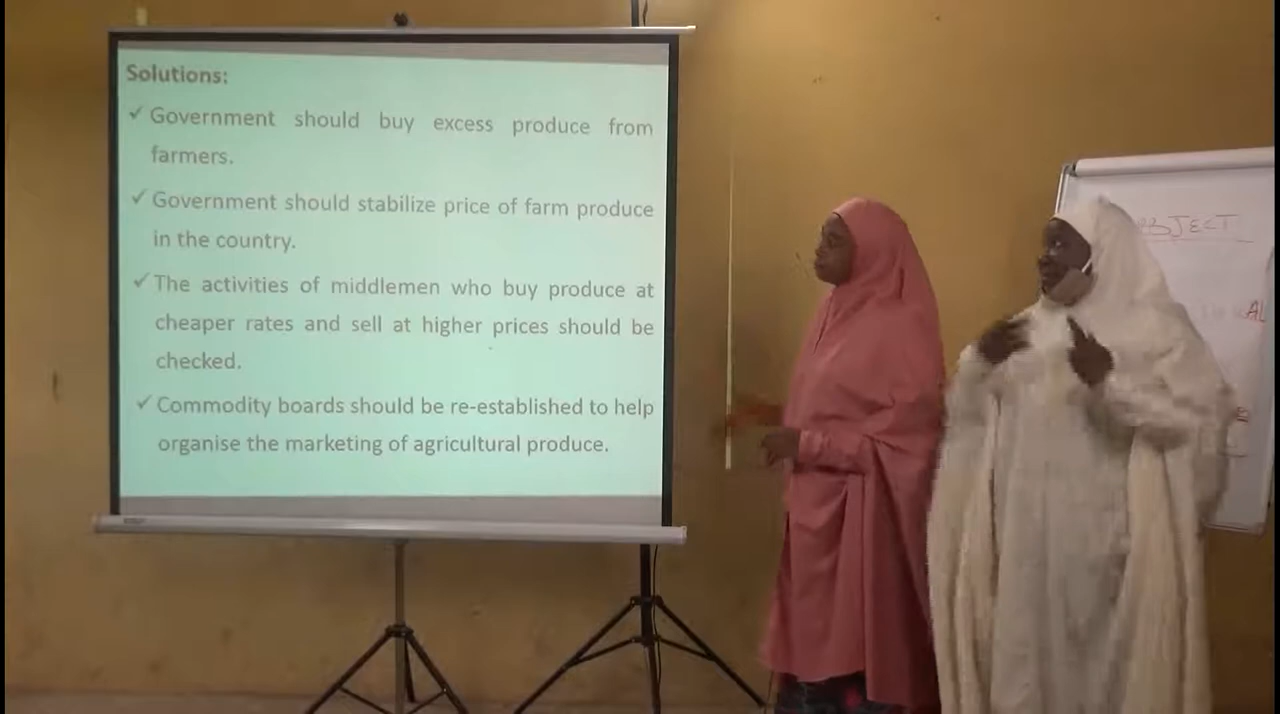 Solutions:
✓ Government should buy excess produce from
farmers.
✓ Government should stabilize price of farm produce
in the country.
✓ The activities of middlemen who buy produce at
cheaper rates and sell at higher prices should be
checked.
✓ Commodity boards should be re-established to help
organise the marketing of agricultural produce.
BJECT
AL